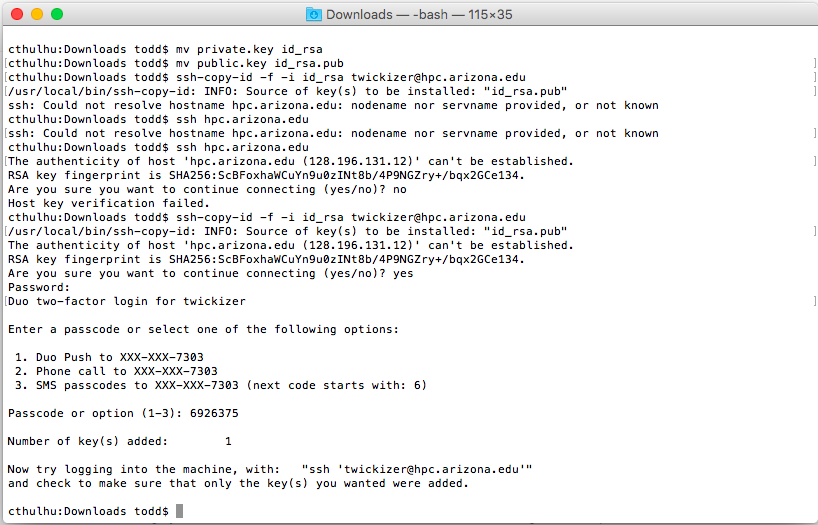 Downloads — -bash — 115×35
cthulhu:Downloads todd$ mv private.key id_rsa
[cthulhu:Downloads todd$ mv public.key id_rsa.pub ]
[cthulhu:Downloads todd$ ssh-copy-id -f -i id_rsa twickizer@hpc.arizona.edu ]
[/usr/local/bin/ssh-copy-id: INFO: Source of key(s) to be installed: "id_rsa.pub" ]
ssh: Could not resolve hostname hpc.arizona.edu: nodename nor servname provided, or not known
cthulhu:Downloads todd$ ssh hpc.arizona.edu
[ssh: Could not resolve hostname hpc.arizona.edu: nodename nor servname provided, or not known ]
cthulhu:Downloads todd$ ssh hpc.arizona.edu
[The authenticity of host 'hpc.arizona.edu (128.196.131.12)' can't be established. ]
RSA key fingerprint is SHA256:ScBFoxhaWCuYn9u0zINt8b/4P9NGZry+/bqx2GCe134.
Are you sure you want to continue connecting (yes/no)? no
Host key verification failed.
cthulhu:Downloads todd$ ssh-copy-id -f -i id_rsa twickizer@hpc.arizona.edu
[/usr/local/bin/ssh-copy-id: INFO: Source of key(s) to be installed: "id_rsa.pub" ]
The authenticity of host 'hpc.arizona.edu (128.196.131.12)' can't be established.
RSA key fingerprint is SHA256:ScBFoxhaWCuYn9u0zINt8b/4P9NGZry+/bqx2GCe134.
Are you sure you want to continue connecting (yes/no)? yes
Password:
[Duo two-factor login for twickizer ]
Enter a passcode or select one of the following options:
1. Duo Push to XXX-XXX-7303
2. Phone call to XXX-XXX-7303
3. SMS passcodes to XXX-XXX-7303 (next code starts with: 6)
Passcode or option (1-3): 6926375
Number of key(s) added: 1
Now try logging into the machine, with: "ssh 'twickizer@hpc.arizona.edu'"
and check to make sure that only the key(s) you wanted were added.
cthulhu:Downloads todd$